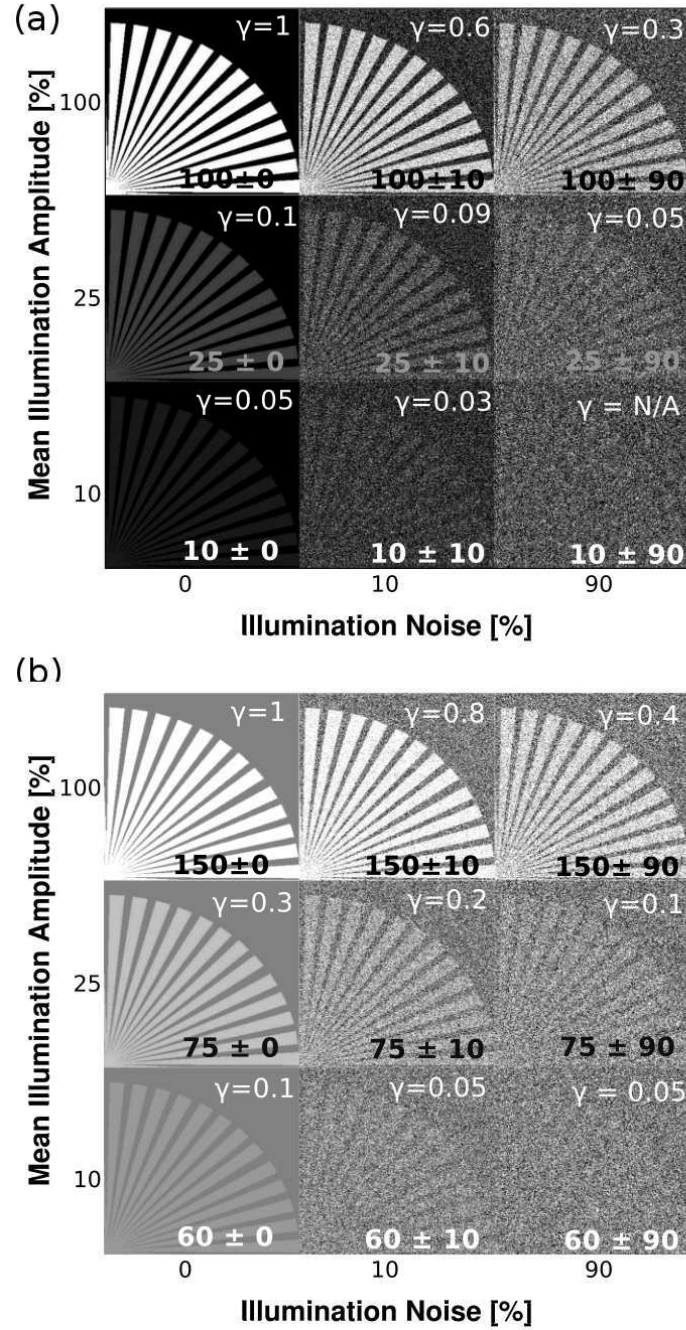 (a)
Mean Illumination Amplitude [%]
100
γ=1
γ=0.6
γ=0.3
100±0
100±10
100± 90
25
γ=0.1
γ=0.09
γ=0.05
25 ± 0
25 ± 10
25 ± 90
10
γ=0.05
γ=0.03
γ = N/A
10 ± 0
10 ± 10
10 ± 90
0
10
90
Illumination Noise [%]
(b)
Mean Illumination Amplitude [%]
100
γ=1
γ=0.8
γ=0.4
150±0
150±10
150± 90
25
γ=0.3
γ=0.2
γ=0.1
75 ± 0
75 ± 10
75 ± 90
10
γ=0.1
γ=0.05
γ = 0.05
60 ± 0
60 ± 10
60 ± 90
0
10
90
Illumination Noise [%]